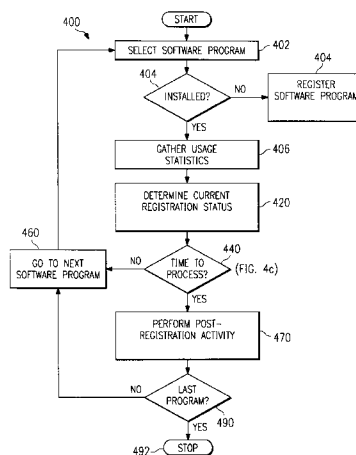 START
400
SELECT SOFTWARE PROGRAM
402
404
INSTALLED?
NO
404
REGISTER
SOFTWARE PROGRAM
YES
GATHER USAGE
STATISTICS
406
DETERMINE CURRENT
REGISTRATION STATUS
420
460
GO TO NEXT
SOFTWARE PROGRAM
NO
440
TIME TO
PROCESS?
(FIG. 4c)
YES
PERFORM POST-
REGISTRATION ACTIVITY
470
NO
LAST
PROGRAM?
490
YES
492
STOP